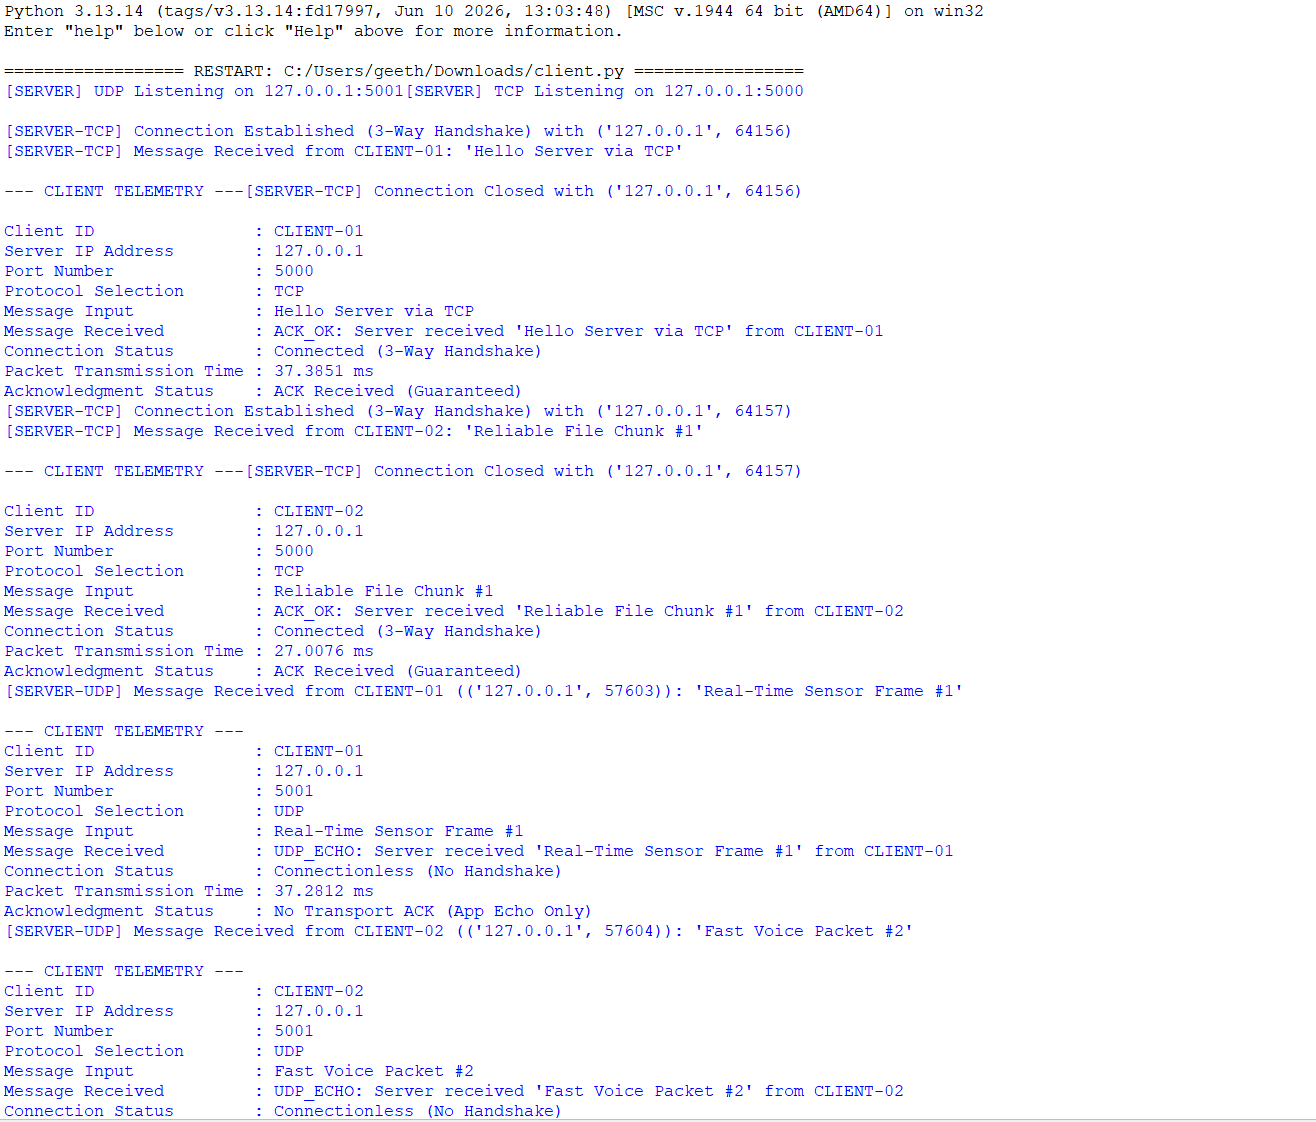 Python 3.13.14 (tags/v3.13.14:fd17997, Jun 10 2026, 13:03:48) [MSC v.1944 64 bit (AMD64)] on win32
Enter "help" below or click "Help" above for more information.
================== RESTART: C:/Users/geeth/Downloads/client.py =================
[SERVER] UDP Listening on 127.0.0.1:5001[SERVER] TCP Listening on 127.0.0.1:5000
[SERVER-TCP] Connection Established (3-Way Handshake) with ('127.0.0.1', 64156)
[SERVER-TCP] Message Received from CLIENT-01: 'Hello Server via TCP'
--- CLIENT TELEMETRY ---[SERVER-TCP] Connection Closed with ('127.0.0.1', 64156)
Client ID                : CLIENT-01
Server IP Address        : 127.0.0.1
Port Number              : 5000
Protocol Selection       : TCP
Message Input            : Hello Server via TCP
Message Received         : ACK_OK: Server received 'Hello Server via TCP' from CLIENT-01
Connection Status        : Connected (3-Way Handshake)
Packet Transmission Time : 37.3851 ms
Acknowledgment Status    : ACK Received (Guaranteed)
[SERVER-TCP] Connection Established (3-Way Handshake) with ('127.0.0.1', 64157)
[SERVER-TCP] Message Received from CLIENT-02: 'Reliable File Chunk #1'
--- CLIENT TELEMETRY ---[SERVER-TCP] Connection Closed with ('127.0.0.1', 64157)
Client ID                : CLIENT-02
Server IP Address        : 127.0.0.1
Port Number              : 5000
Protocol Selection       : TCP
Message Input            : Reliable File Chunk #1
Message Received         : ACK_OK: Server received 'Reliable File Chunk #1' from CLIENT-02
Connection Status        : Connected (3-Way Handshake)
Packet Transmission Time : 27.0076 ms
Acknowledgment Status    : ACK Received (Guaranteed)
[SERVER-UDP] Message Received from CLIENT-01 (('127.0.0.1', 57603)): 'Real-Time Sensor Frame #1'
--- CLIENT TELEMETRY ---
Client ID                : CLIENT-01
Server IP Address        : 127.0.0.1
Port Number              : 5001
Protocol Selection       : UDP
Message Input            : Real-Time Sensor Frame #1
Message Received         : UDP_ECHO: Server received 'Real-Time Sensor Frame #1' from CLIENT-01
Connection Status        : Connectionless (No Handshake)
Packet Transmission Time : 37.2812 ms
Acknowledgment Status    : No Transport ACK (App Echo Only)
[SERVER-UDP] Message Received from CLIENT-02 (('127.0.0.1', 57604)): 'Fast Voice Packet #2'
--- CLIENT TELEMETRY ---
Client ID                : CLIENT-02
Server IP Address        : 127.0.0.1
Port Number              : 5001
Protocol Selection       : UDP
Message Input            : Fast Voice Packet #2
Message Received         : UDP_ECHO: Server received 'Fast Voice Packet #2' from CLIENT-02
Connection Status        : Connectionless (No Handshake)